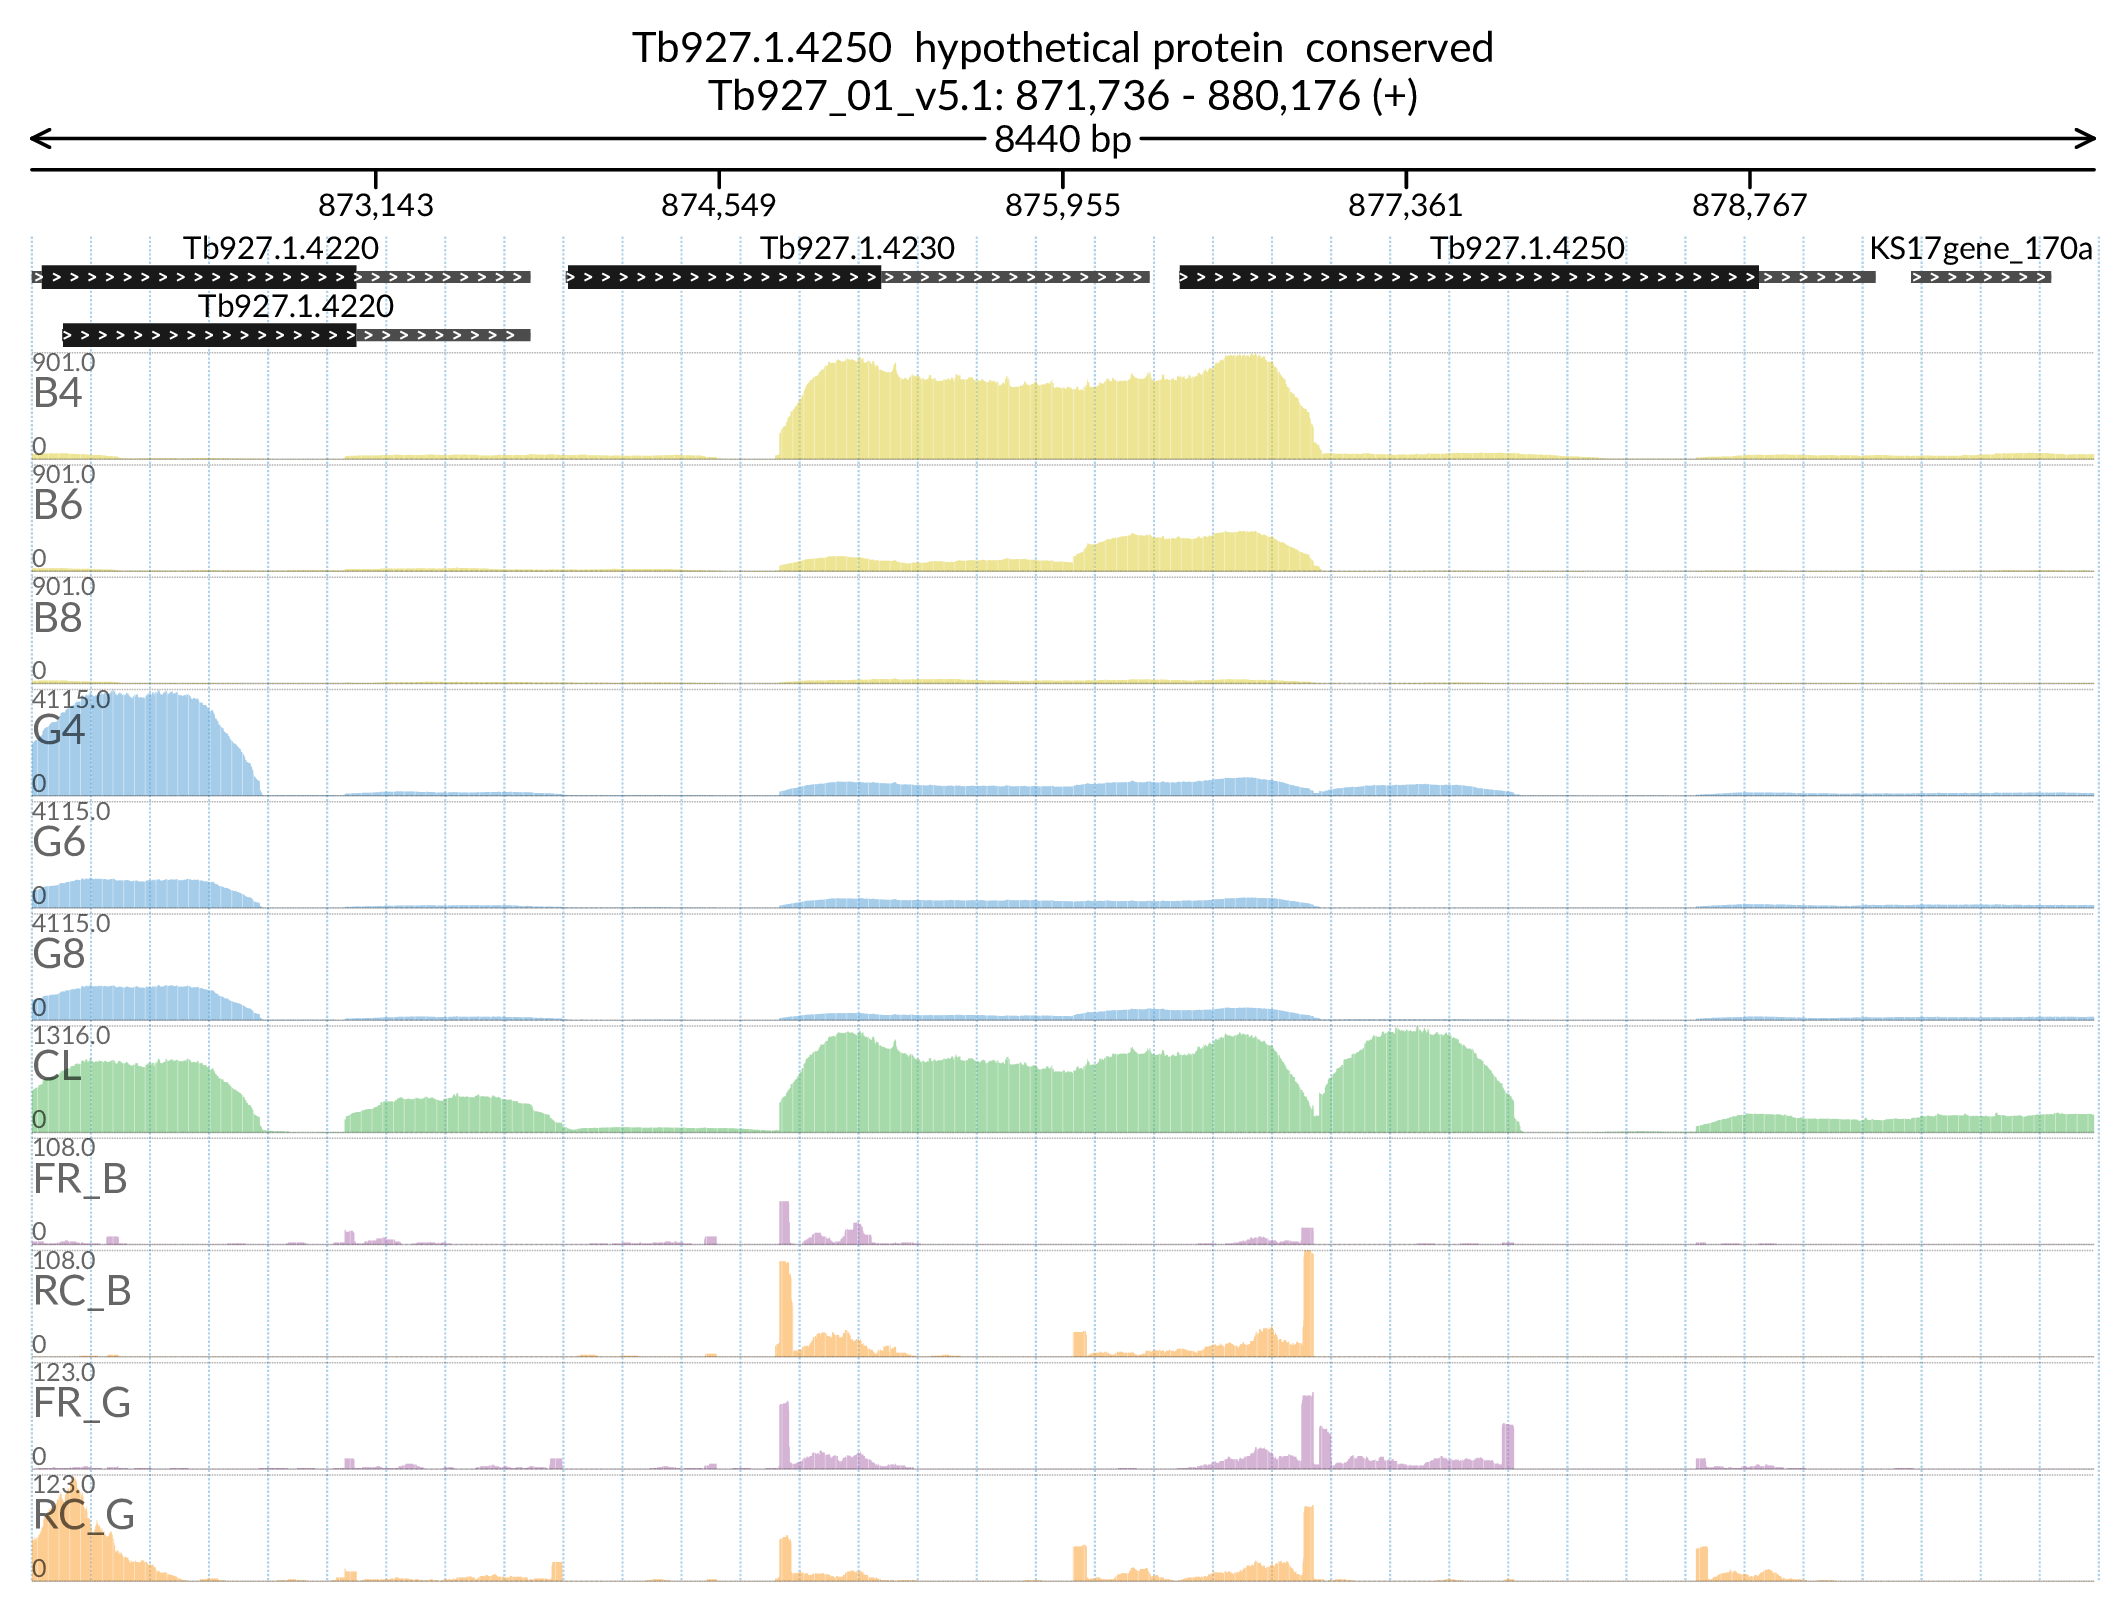 Tb927.1.4250  hypothetical protein  conserved
Tb927_01_v5.1: 871,736 - 880,176 (+)
8440 bp
873,143 874,549 875,955 877,361 878,767
Tb927.1.4220 Tb927.1.4230 Tb927.1.4250 KS17gene_170a
Tb927.1.4220
901.0
B4
0
901.0
B6
0
901.0
B8
0
4115.0
G4
0
4115.0
G6
0
4115.0
G8
0
1316.0
CL
0
108.0
FR_B
0
108.0
RC_B
0
123.0
FR_G
0
123.0
RC_G
0